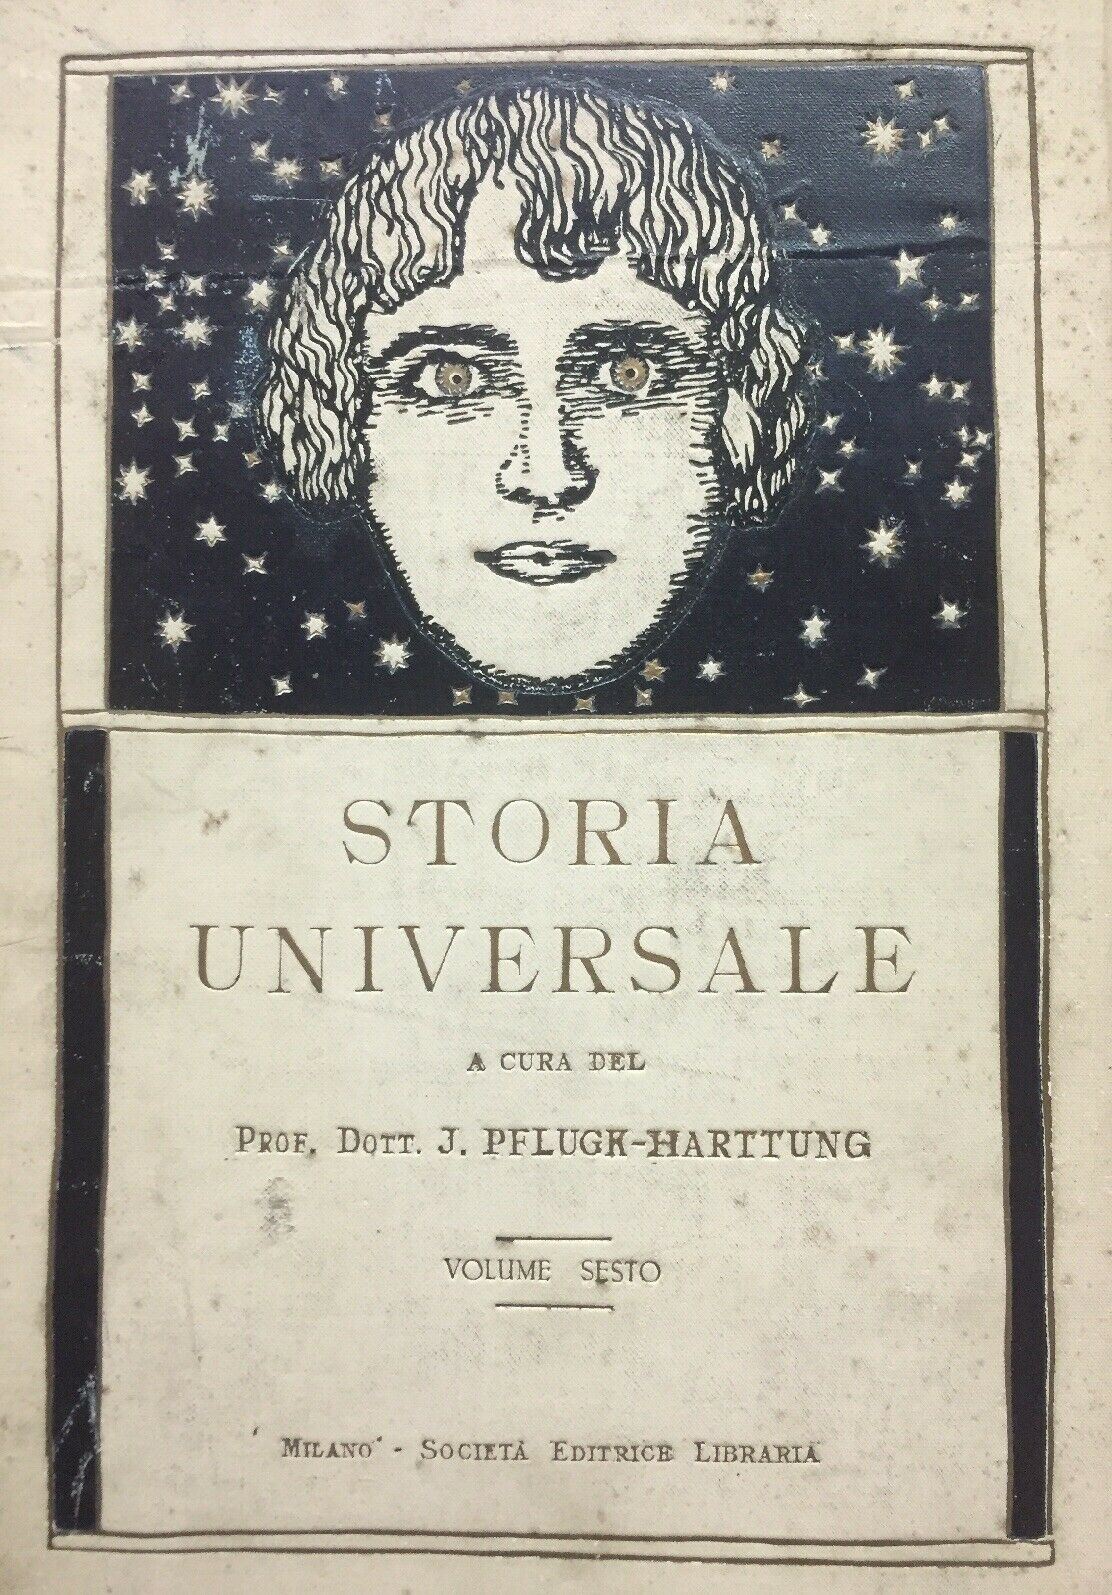 STORIA
UNIVERSALE
A CURA DEL
PROF. DOTT. J. PFLUGK-HARTTUNG
VOLUME SESTO
MILANO - SOCIETÀ EDITRICE LIBRARIA